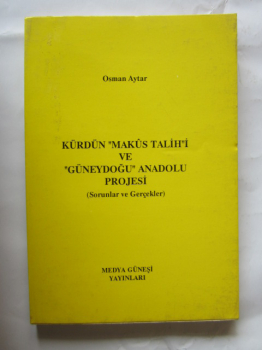 Osman Aytar
KÜRDÜN "MAKÛS TALİH"İ
VE
"GÜNEYDOĞU" ANADOLU
PROJESİ
(Sorunlar ve Gerçekler)
MEDYA GÜNEŞİ
YAYINLARI